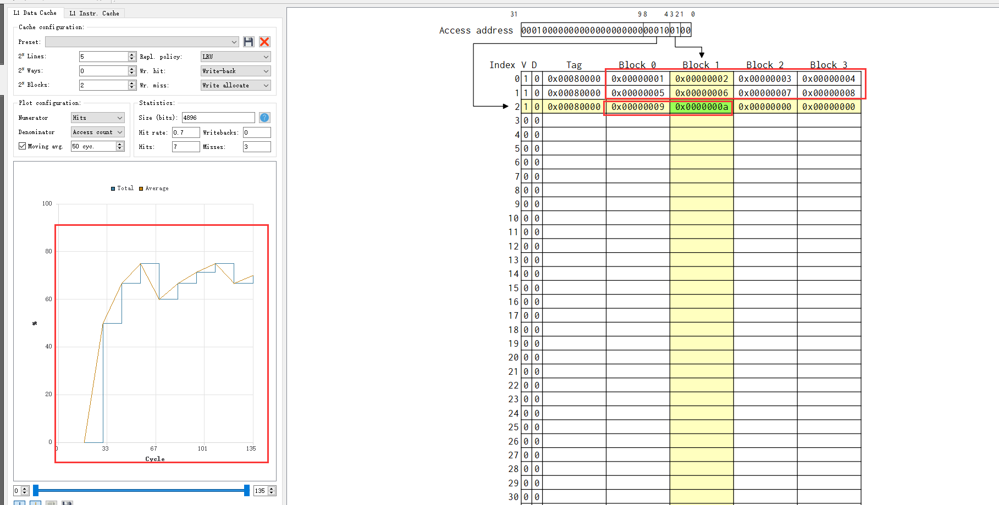 L1 Data Cache L1 Instr. Cache
Cache configuration:
Preset:
2ᴺ Lines: 5 Repl. policy: LRU
2ᴺ Ways: 0 Wr. hit: Write-back
2ᴺ Blocks: 2 Wr. miss: Write allocate
Plot configuration:
Numerator Hits
Denominator Access count
Moving avg. 50 cyc.
Statistics:
Size (bits): 4896 ?
Hit rate: 0.7 Writebacks: 0
Hits: 7 Misses: 3
Total Average
100
80
60
%
40
20
0
0 33 67 101 135
Cycle
0 135
31 9 8 4 3 2 1 0
Access address 00010000000000000000000000100100
Index V D Tag Block 0 Block 1 Block 2 Block 3
0 1 0 0x00080000 0x00000001 0x00000002 0x00000003 0x00000004
1 1 0 0x00080000 0x00000005 0x00000006 0x00000007 0x00000008
2 1 0 0x00080000 0x00000009 0x0000000a 0x00000000 0x00000000
3 0 0
4 0 0
5 0 0
6 0 0
7 0 0
8 0 0
9 0 0
10 0 0
11 0 0
12 0 0
13 0 0
14 0 0
15 0 0
16 0 0
17 0 0
18 0 0
19 0 0
20 0 0
21 0 0
22 0 0
23 0 0
24 0 0
25 0 0
26 0 0
27 0 0
28 0 0
29 0 0
30 0 0